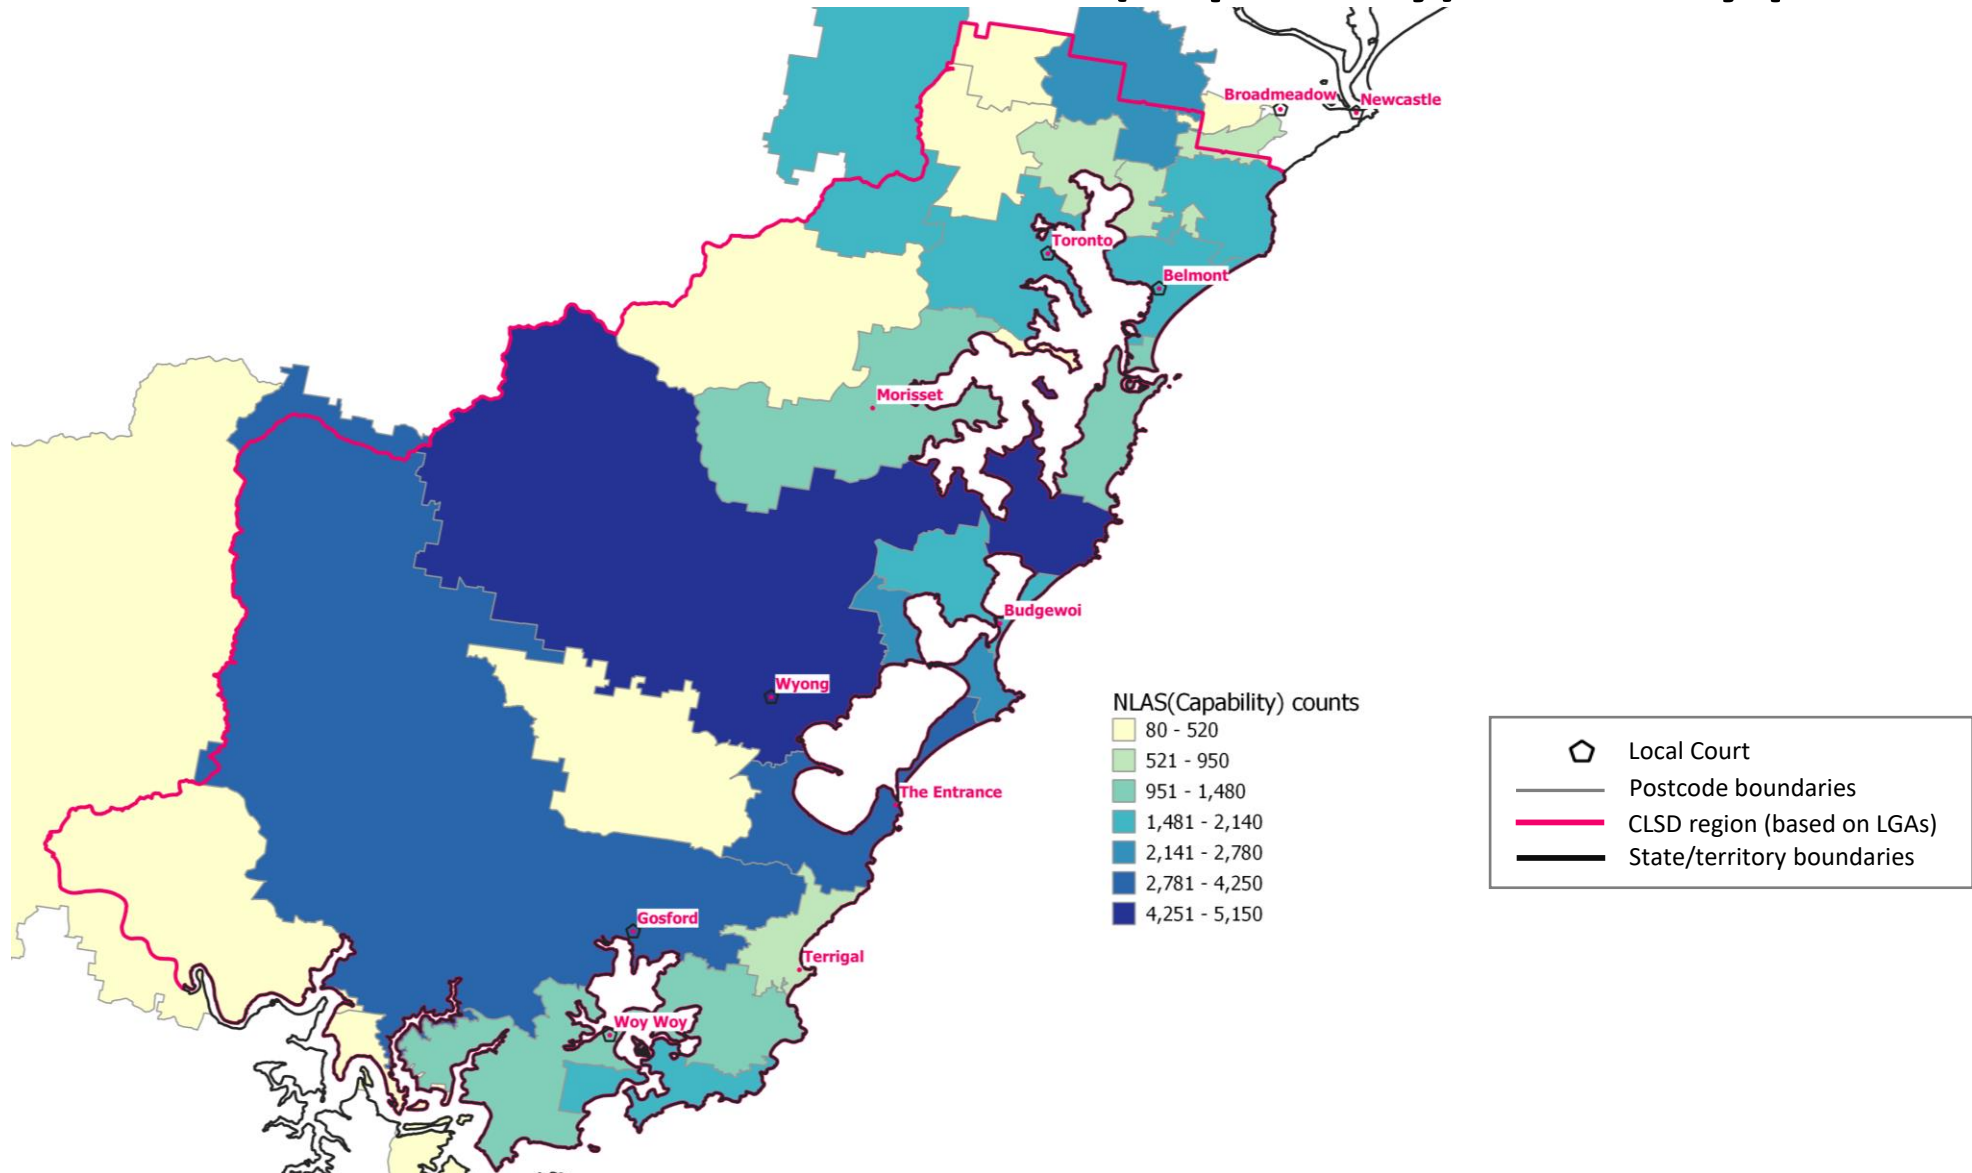 Broadmeadow
Newcastle
Toronto
Belmont
Morisset
Budgewoi
Wyong
The Entrance
Gosford
Terrigal
Woy Woy
NLAS(Capability) counts
80 - 520
521 - 950
951 - 1,480
1,481 - 2,140
2,141 - 2,780
2,781 - 4,250
4,251 - 5,150
Local Court
Postcode boundaries
CLSD region (based on LGAs)
State/territory boundaries